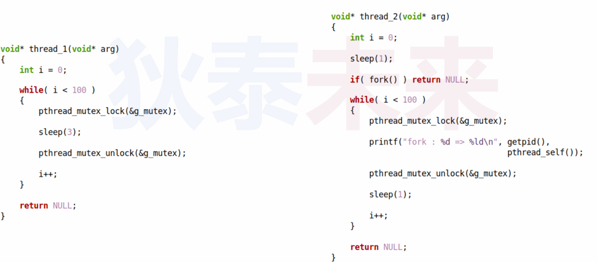 void* thread_1(void* arg)
{
    int i = 0;
    while( i < 100 )
    {
        pthread_mutex_lock(&g_mutex);
        sleep(3);
        pthread_mutex_unlock(&g_mutex);
        i++;
    }
    return NULL;
}
void* thread_2(void* arg)
{
    int i = 0;
    sleep(1);
    if( fork() ) return NULL;
    while( i < 100 )
    {
        pthread_mutex_lock(&g_mutex);
        printf("fork : %d => %ld\n", getpid(),
                                     pthread_self());
        pthread_mutex_unlock(&g_mutex);
        sleep(1);
        i++;
    }
    return NULL;
}
狄泰未来